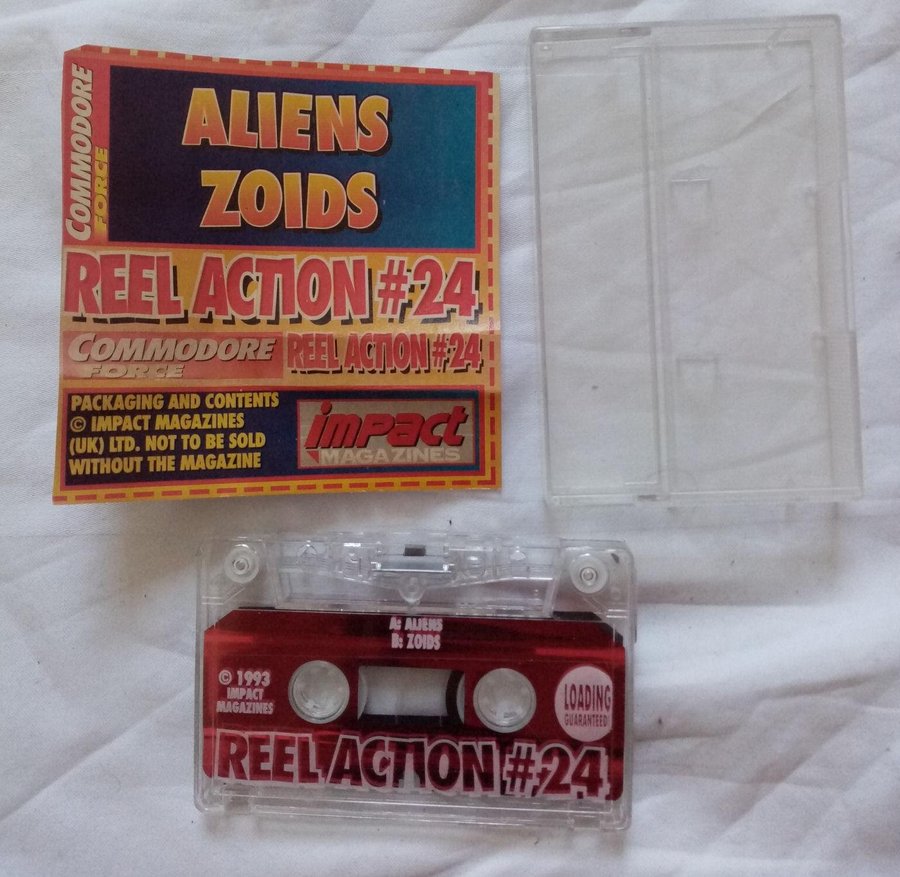 COMMODORE
FORCE
ALIENS
ZOIDS
REEL ACTION #24
COMMODORE
FORCE
REEL ACTION #24
PACKAGING AND CONTENTS
© IMPACT MAGAZINES
(UK) LTD. NOT TO BE SOLD
WITHOUT THE MAGAZINE
impact
MAGAZINES
A: ALIENS
B: ZOIDS
© 1993
IMPACT
MAGAZINES
LOADING
GUARANTEED!
REEL ACTION #24